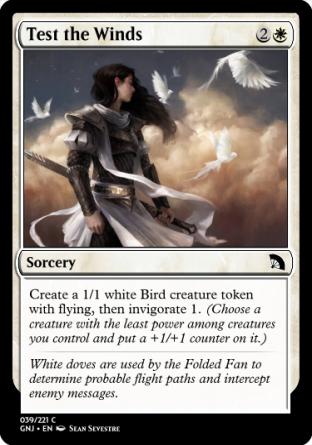 Test the Winds 2
Sorcery
Create a 1/1 white Bird creature token
with flying, then invigorate 1. (Choose a
creature with the least power among creatures
you control and put a +1/+1 counter on it.)
White doves are used by the Folded Fan to
determine probable flight paths and intercept
enemy messages.
039/221 C
GNJ • EN Sean Sevestre